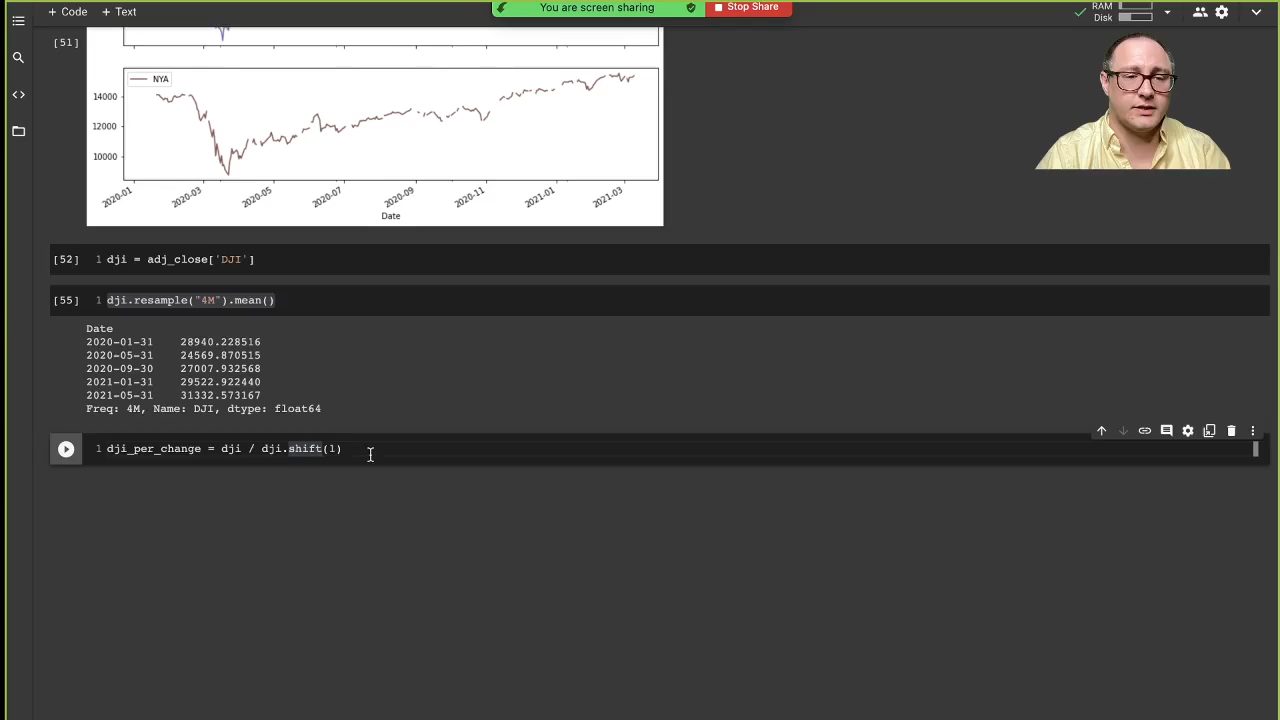 + Code + Text
You are screen sharing
Stop Share
RAM
Disk
[51]
NYA
14000
12000
10000
2020-01
2020-03
2020-05
2020-07
2020-09
2020-11
2021-01
2021-03
Date
[52] 1 dji = adj_close['DJI']
[55] 1 dji.resample("4M").mean()
Date
2020-01-31 28940.228516
2020-05-31 24569.870515
2020-09-30 27007.932568
2021-01-31 29522.922440
2021-05-31 31332.573167
Freq: 4M, Name: DJI, dtype: float64
1 dji_per_change = dji / dji.shift(1)